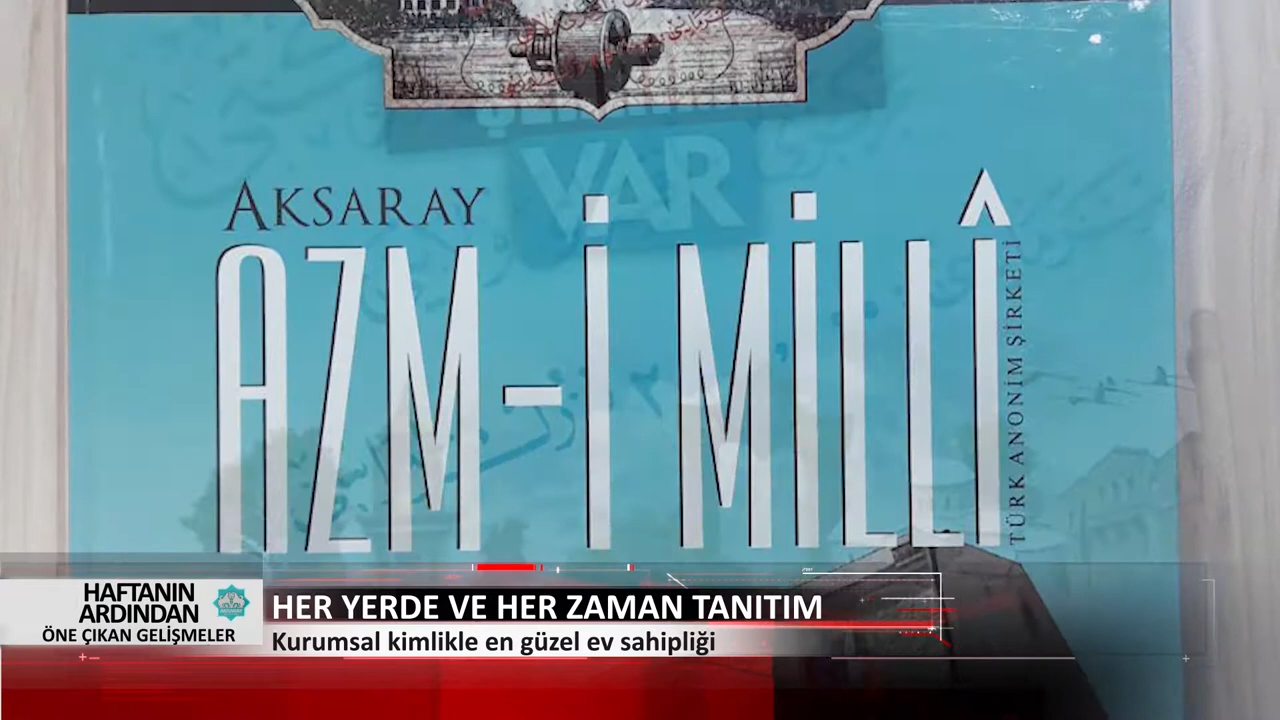 VAR
AKSARAY
AZM-İ MİLLÎ
TÜRK ANONİM ŞİRKETİ
HAFTANIN
ARDINDAN
ÖNE ÇIKAN GELİŞMELER
HER YERDE VE HER ZAMAN TANITIM
Kurumsal kimlikle en güzel ev sahipliği